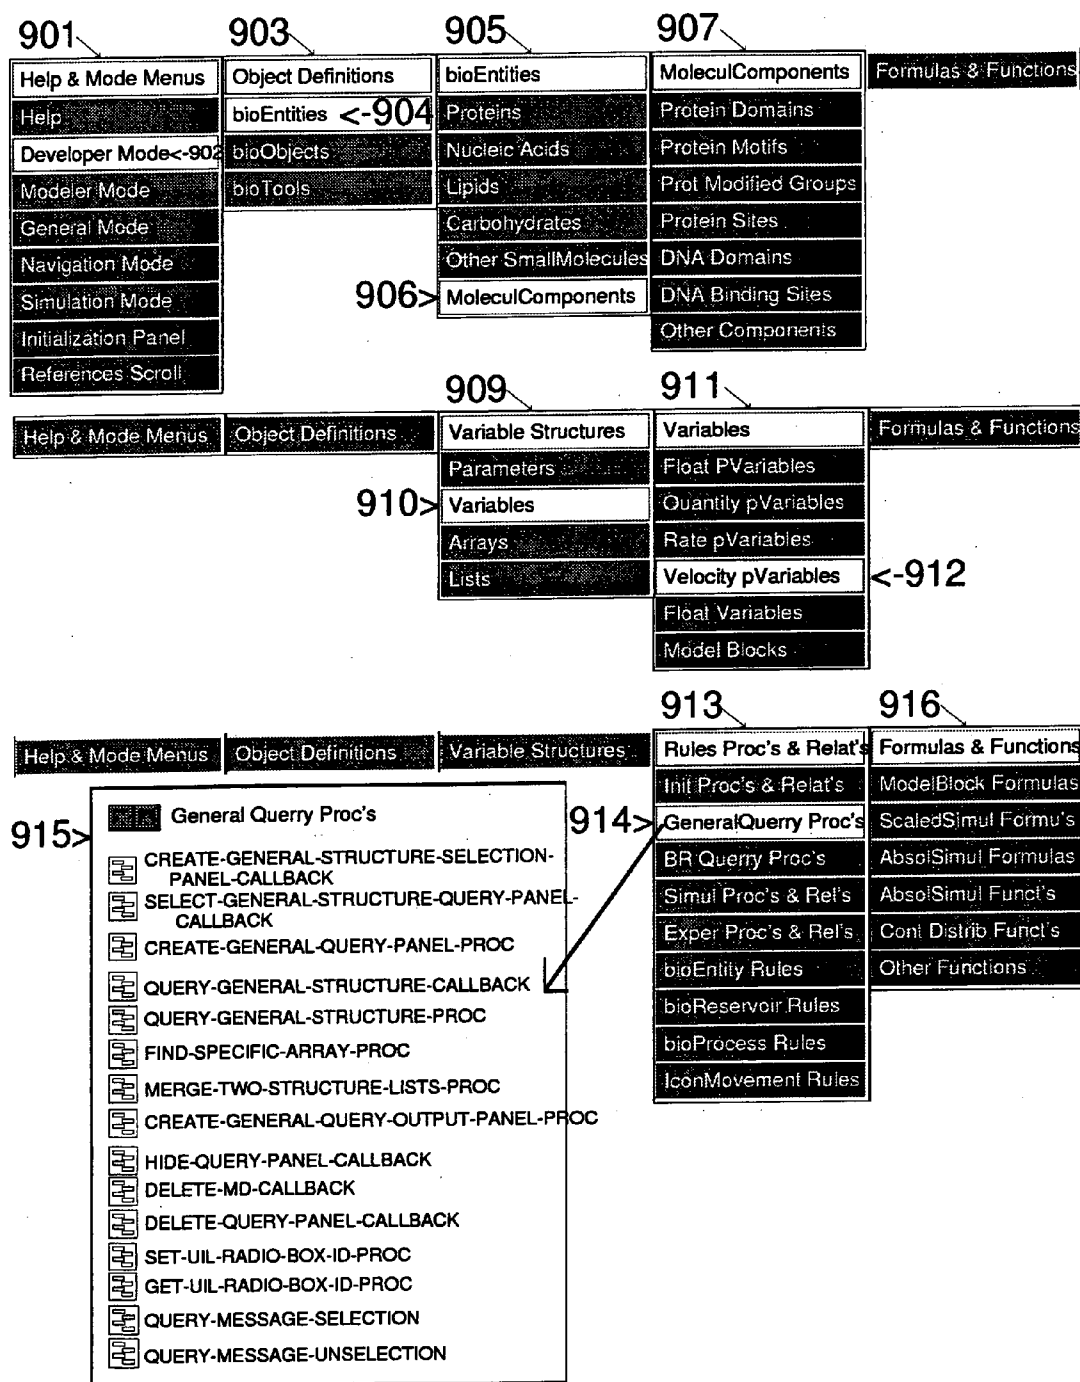 901 903 905 907
Help & Mode Menus Object Definitions bioEntities MoleculComponents Formulas & Functions
Help bioEntities <-904 Proteins Protein Domains
Developer Mode<-902 bioObjects Nucleic Acids Protein Motifs
Modeler Mode bioTools Lipids Prot Modified Groups
General Mode Carbohydrates Protein Sites
Navigation Mode Other SmallMolecules DNA Domains
Simulation Mode 906> MoleculComponents DNA Binding Sites
Initialization Panel Other Components
References Scroll
909 911
Help & Mode Menus Object Definitions Variable Structures Variables Formulas & Functions
Parameters Float PVariables
910> Variables Quantity pVariables
Arrays Rate pVariables
Lists Velocity pVariables <-912
Float Variables
Model Blocks
913 916
Help & Mode Menus Object Definitions Variable Structures Rules Proc's & Relat's Formulas & Functions
Init Proc's & Relat's ModelBlock Formulas
914> GeneralQuerry Proc's ScaledSimul Formu's
BR Querry Proc's AbsolSimul Formulas
Simul Proc's & Rel's AbsolSimul Funct's
Exper Proc's & Rel's Cont Distrib Funct's
bioEntity Rules Other Functions
bioReservoir Rules
bioProcess Rules
IconMovement Rules
915>
General Querry Proc's
CREATE-GENERAL-STRUCTURE-SELECTION-
PANEL-CALLBACK
SELECT-GENERAL-STRUCTURE-QUERY-PANEL-
CALLBACK
CREATE-GENERAL-QUERY-PANEL-PROC
QUERY-GENERAL-STRUCTURE-CALLBACK
QUERY-GENERAL-STRUCTURE-PROC
FIND-SPECIFIC-ARRAY-PROC
MERGE-TWO-STRUCTURE-LISTS-PROC
CREATE-GENERAL-QUERY-OUTPUT-PANEL-PROC
HIDE-QUERY-PANEL-CALLBACK
DELETE-MD-CALLBACK
DELETE-QUERY-PANEL-CALLBACK
SET-UIL-RADIO-BOX-ID-PROC
GET-UIL-RADIO-BOX-ID-PROC
QUERY-MESSAGE-SELECTION
QUERY-MESSAGE-UNSELECTION